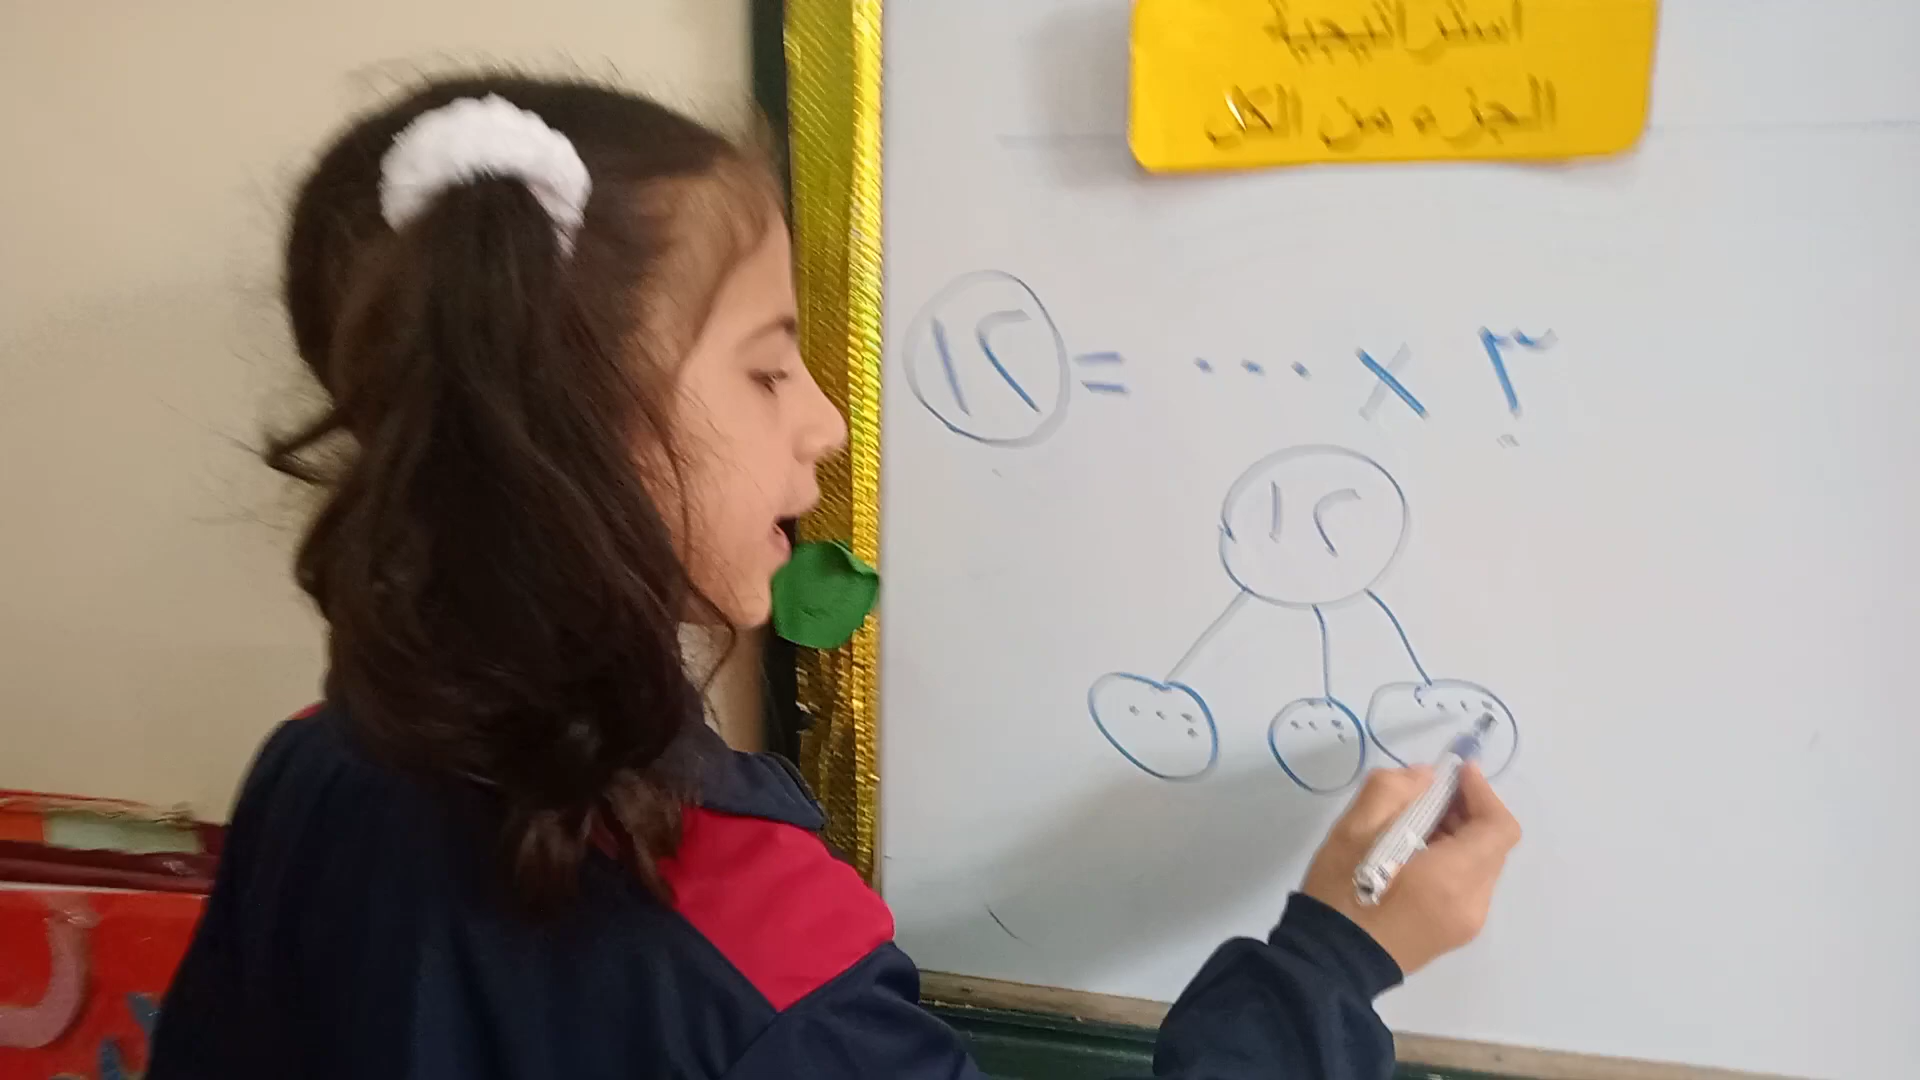 استراتيجية
الجزء من الكل
٣ × ... = ١٢
١٢